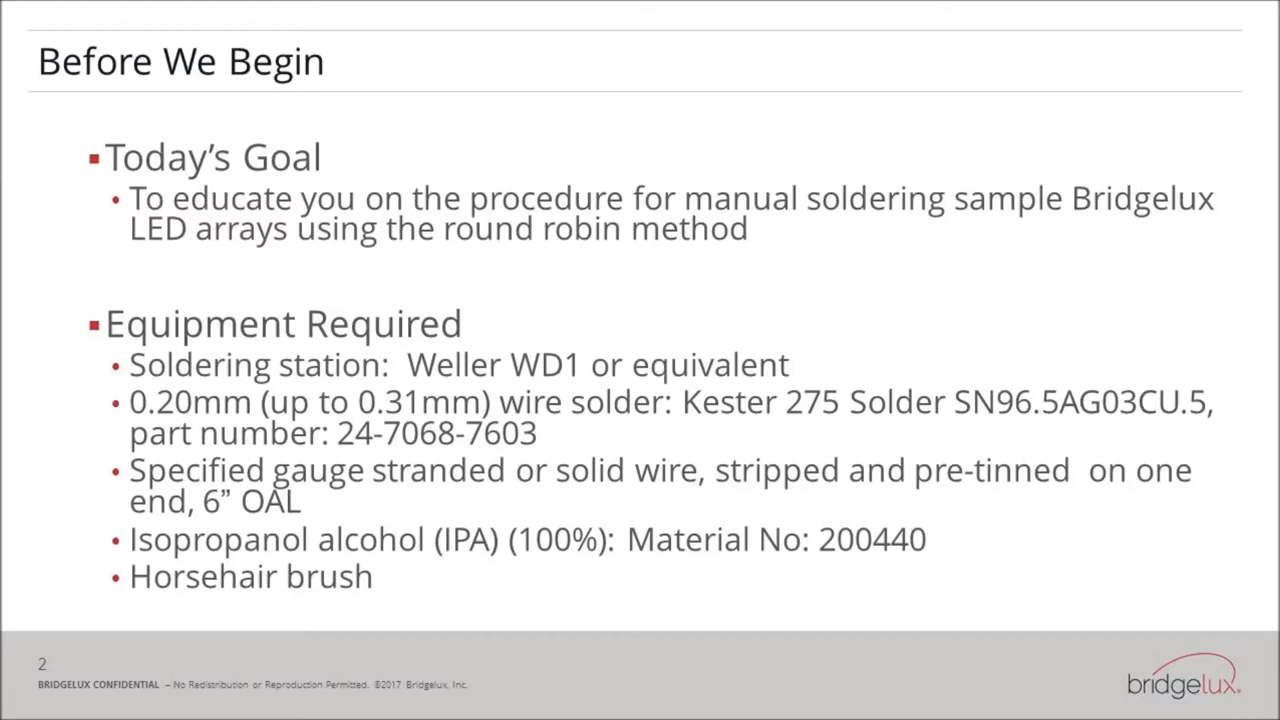 Before We Begin
Today’s Goal
To educate you on the procedure for manual soldering sample Bridgelux
LED arrays using the round robin method
Equipment Required
Soldering station:  Weller WD1 or equivalent
0.20mm (up to 0.31mm) wire solder: Kester 275 Solder SN96.5AG03CU.5,
part number: 24-7068-7603
Specified gauge stranded or solid wire, stripped and pre-tinned  on one
end, 6” OAL
Isopropanol alcohol (IPA) (100%): Material No: 200440
Horsehair brush
2
BRIDGELUX CONFIDENTIAL – No Redistribution or Reproduction Permitted. ©2017 Bridgelux, Inc.
bridgelux.